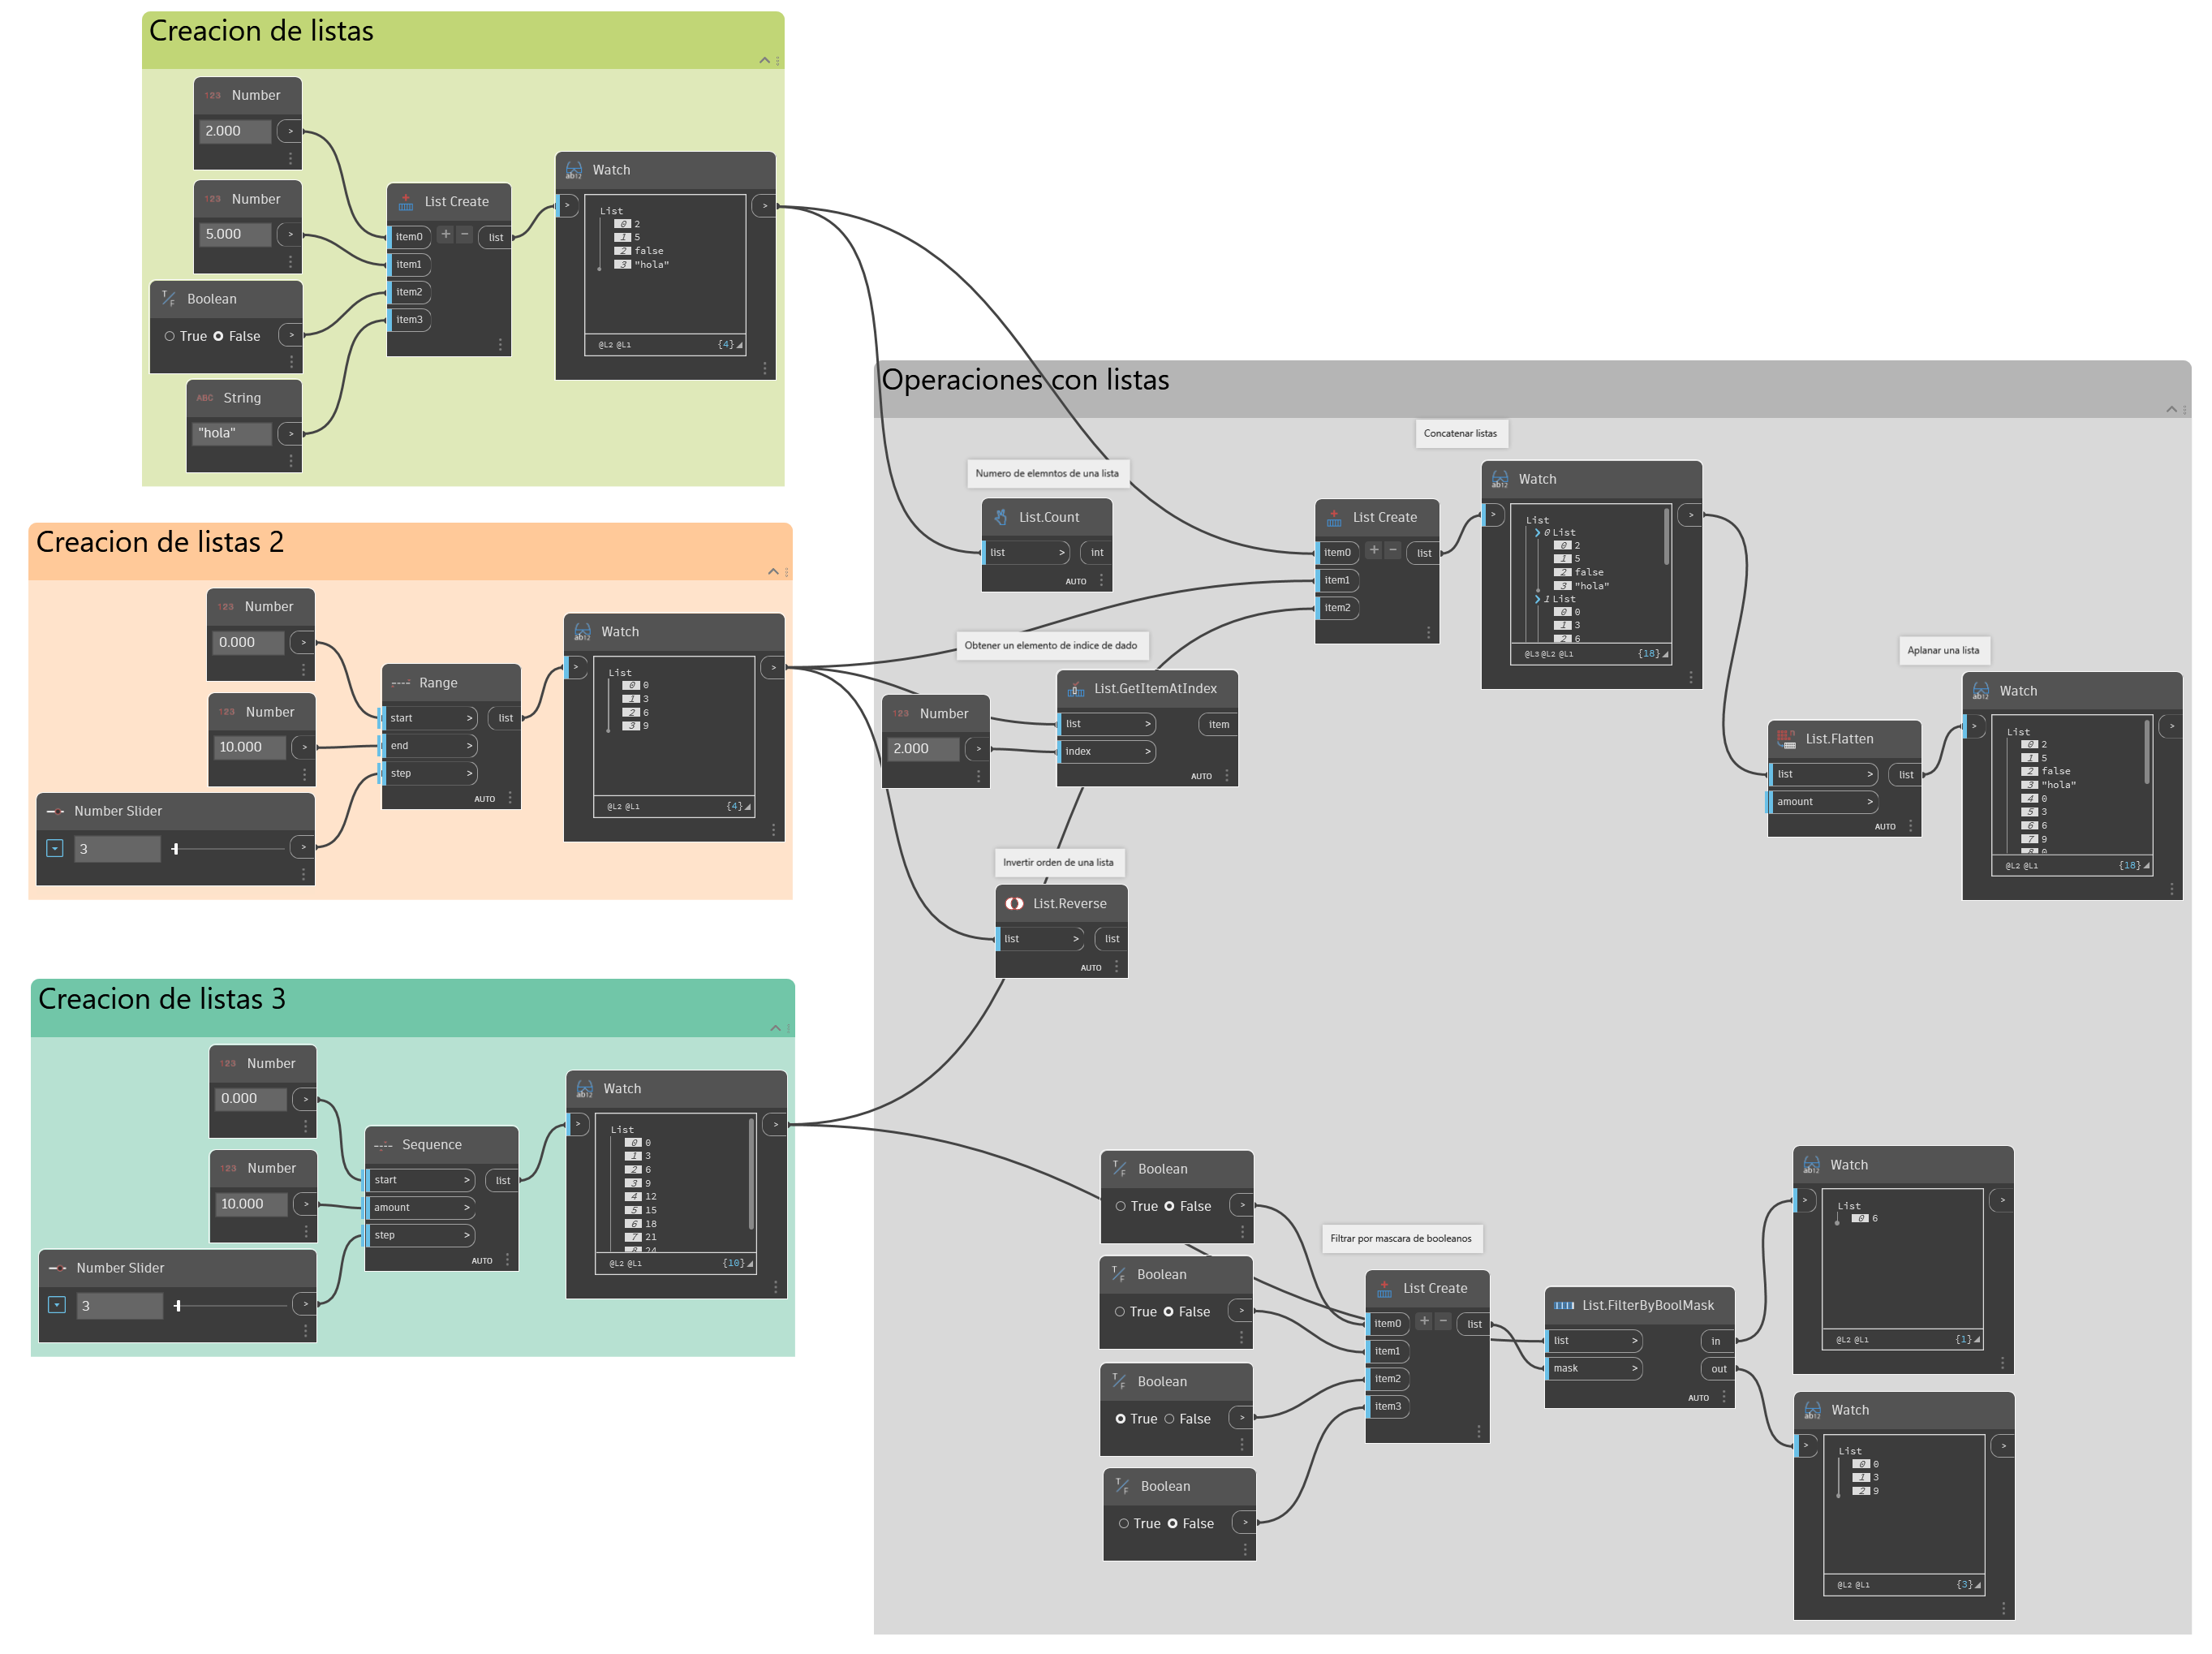 Creacion de listas
123 Number
2.000 >
123 Number
5.000 >
Boolean
True False >
ABC String
"hola" >
List Create
item0 + - list
item1
item2
item3
Watch
> >
List
0 2
1 5
2 false
3 "hola"
@L2 @L1 {4}
Creacion de listas 2
123 Number
0.000 >
123 Number
10.000 >
Number Slider
3 >
Range
start > list
end >
step >
AUTO
Watch
> >
List
0 0
1 3
2 6
3 9
@L2 @L1 {4}
Creacion de listas 3
123 Number
0.000 >
123 Number
10.000 >
Number Slider
3 >
Sequence
start > list
amount >
step >
AUTO
Watch
> >
List
0 0
1 3
2 6
3 9
4 12
5 15
6 18
7 21
8 24
@L2 @L1 {10}
Operaciones con listas
Numero de elemntos de una lista
List.Count
list > int
AUTO
Obtener un elemento de indice de dado
123 Number
2.000 >
List.GetItemAtIndex
list > item
index >
AUTO
Invertir orden de una lista
List.Reverse
list > list
AUTO
Concatenar listas
List Create
item0 + - list
item1
item2
Watch
> >
List
0 List
0 2
1 5
2 false
3 "hola"
1 List
0 0
1 3
2 6
@L3 @L2 @L1 {18}
Aplanar una lista
List.Flatten
list > list
amount >
AUTO
Watch
> >
List
0 2
1 5
2 false
3 "hola"
4 0
5 3
6 6
7 9
8 0
@L2 @L1 {18}
Filtrar por mascara de booleanos
Boolean
True False >
Boolean
True False >
Boolean
True False >
Boolean
True False >
List Create
item0 + - list
item1
item2
item3
List.FilterByBoolMask
list > in
mask > out
AUTO
Watch
> >
List
0 6
@L2 @L1 {1}
Watch
> >
List
0 0
1 3
2 9
@L2 @L1 {3}